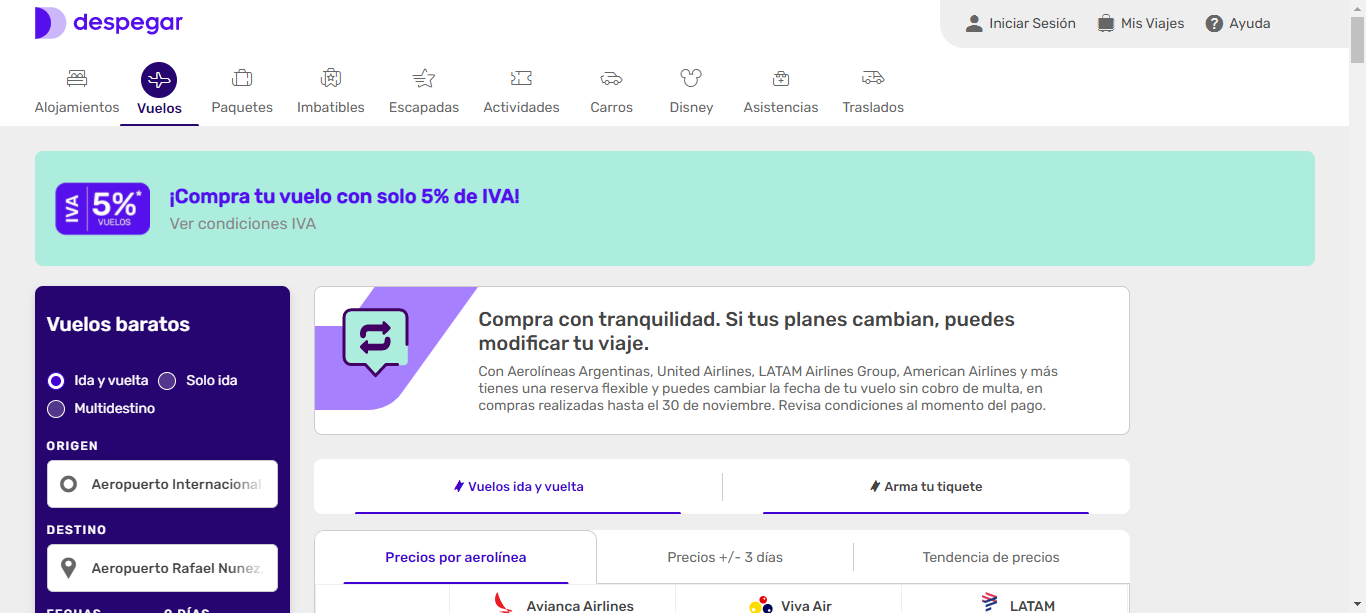 despegar
Iniciar Sesión
Mis Viajes
Ayuda
Alojamientos
Vuelos
Paquetes
Imbatibles
Escapadas
Actividades
Carros
Disney
Asistencias
Traslados
IVA 5%* VUELOS
¡Compra tu vuelo con solo 5% de IVA!
Ver condiciones IVA
Vuelos baratos
Ida y vuelta
Solo ida
Multidestino
ORIGEN
Aeropuerto Internacional
DESTINO
Aeropuerto Rafael Nunez,
FECHAS
0 DÍAS
Compra con tranquilidad. Si tus planes cambian, puedes
modificar tu viaje.
Con Aerolíneas Argentinas, United Airlines, LATAM Airlines Group, American Airlines y más
tienes una reserva flexible y puedes cambiar la fecha de tu vuelo sin cobro de multa, en
compras realizadas hasta el 30 de noviembre. Revisa condiciones al momento del pago.
Vuelos ida y vuelta
Arma tu tiquete
Precios por aerolínea
Precios +/- 3 días
Tendencia de precios
Avianca Airlines
Viva Air
LATAM